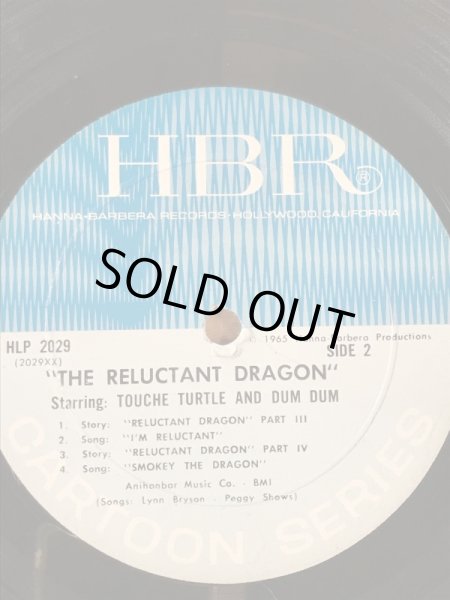 HBR®
HANNA-BARBERA RECORDS · HOLLYWOOD, CALIFORNIA
SOLD OUT
HLP 2029
(2029XX)
© 1965 Hanna-Barbera Productions
SIDE 2
"THE RELUCTANT DRAGON"
Starring: TOUCHE TURTLE AND DUM DUM
1. Story: "RELUCTANT DRAGON" PART III
2. Song: "I'M RELUCTANT"
3. Story: "RELUCTANT DRAGON" PART IV
4. Song: "SMOKEY THE DRAGON"
Anihanbar Music Co. - BMI
(Songs: Lynn Bryson - Peggy Shows)
CARTOON SERIES